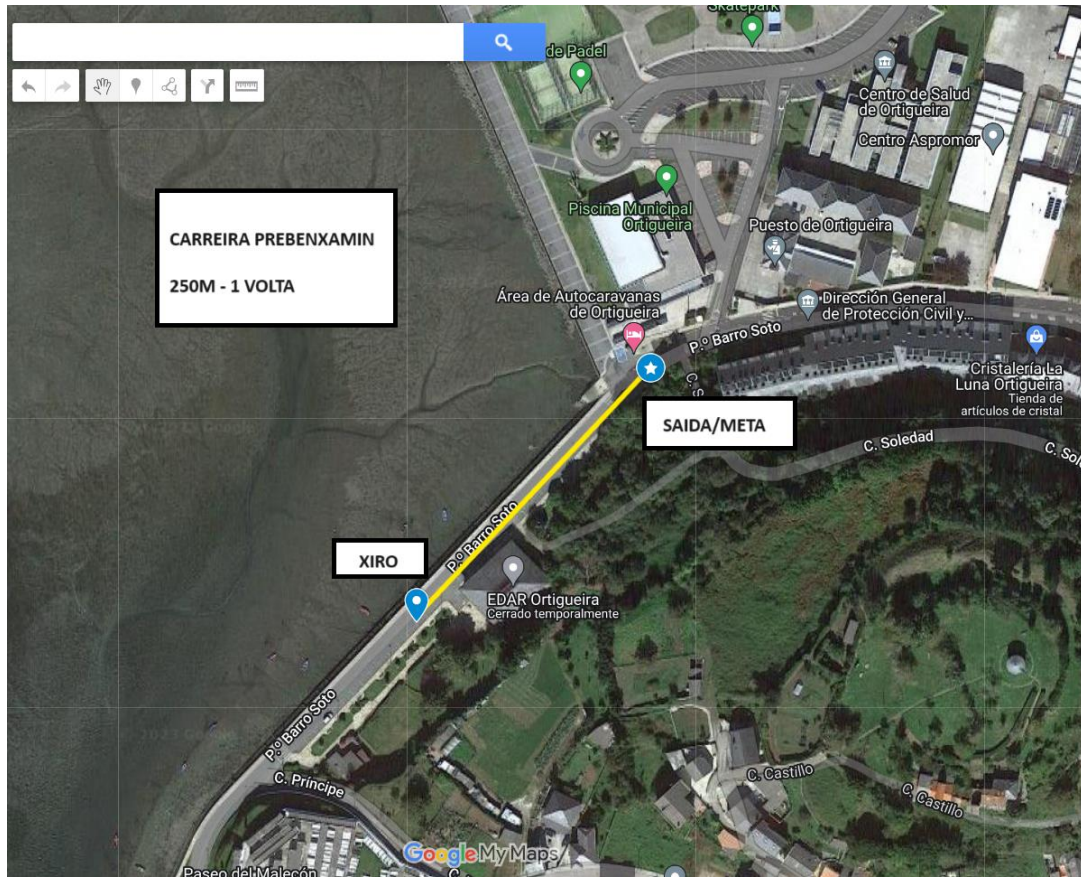 Skatepark
de Padel
Centro de Salud
de Ortigueira
Centro Aspromor
CARREIRA PREBENXAMIN
250M - 1 VOLTA
Piscina Municipal
Ortigueira
Puesto de Ortigueira
Área de Autocaravanas
de Ortigueira
Dirección General
de Protección Civil y...
P.º Barro Soto
Cristalería La
Luna Ortigueira
Tienda de
artículos de cristal
C. S
SAIDA/META
C. Soledad
C. Sol
P.º Barro Soto
XIRO
EDAR Ortigueira
Cerrado temporalmente
P.º Barro Soto
C. Príncipe
C. Castillo
C. Castillo
Google My Maps
Paseo del Malecón
C